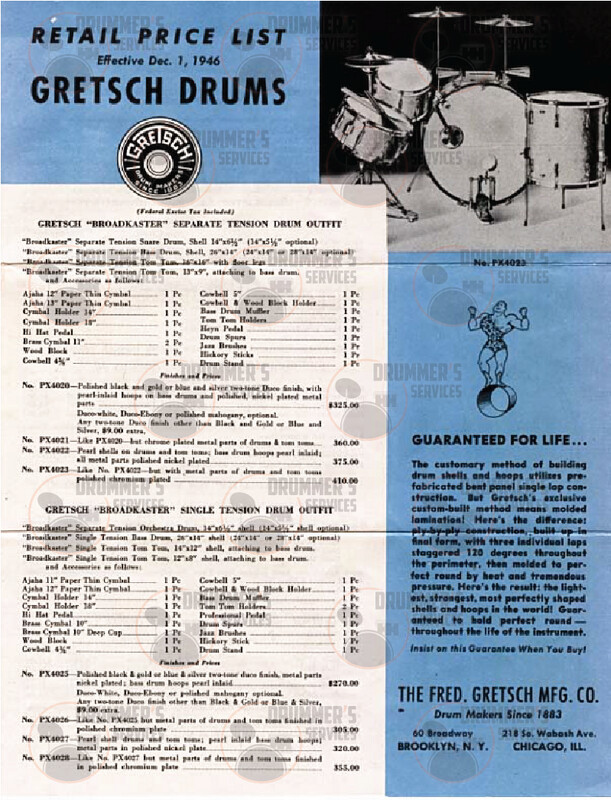 RETAIL PRICE LIST
Effective Dec. 1, 1946
GRETSCH DRUMS
GRETSCH
DRUM MAKERS
SINCE 1883
No. PX4023
(Federal Excise Tax Included)
GRETSCH "BROADKASTER" SEPARATE TENSION DRUM OUTFIT
"Broadkaster" Separate Tension Snare Drum, Shell 14"x6½" (14"x5½" optional)
"Broadkaster" Separate Tension Bass Drum, Shell, 26"x14" (24"x14" or 28"x14" optional)
"Broadkaster" Separate Tension Tom Tom, 16"x16" with floor legs
"Broadkaster" Separate Tension Tom Tom, 13"x9", attaching to bass drum.
and Accessories as follows:
Ajaha 12" Paper Thin Cymbal 1 Pc
Ajaha 13" Paper Thin Cymbal 1 Pc
Cymbal Holder 14" 1 Pc
Cymbal Holder 18" 1 Pc
Hi Hat Pedal 1 Pc
Brass Cymbal 11" 2 Pc
Wood Block 1 Pc
Cowbell 4⅝" 1 Pc
Cowbell 5" 1 Pc
Cowbell & Wood Block Holder 1 Pc
Bass Drum Muffler 1 Pc
Tom Tom Holders 1 Pc
Heyn Pedal 1 Pc
Drum Spurs 1 Pr
Jazz Brushes 1 Pr
Hickory Sticks 1 Pr
Drum Stand 1 Pc
Finishes and Prices
No. PX4020—Polished black and gold or blue and silver two-tone Duco finish, with
pearl-inlaid hoops on bass drums and polished, nickel plated metal
parts $325.00
Duco-white, Duco-Ebony or polished mahogany, optional.
Any two-tone Duco finish other than Black and Gold or Blue and
Silver, $9.00 extra.
No. PX4021—Like PX4020—but chrome plated metal parts of drums & tom toms 360.00
No. PX4022—Pearl shells on drums and tom toms; bass drum hoops pearl inlaid;
all metal parts polished nickel plated 375.00
No. PX4023—Like No. PX4022—but with metal parts of drums and tom toms
polished chromium plated 410.00
GRETSCH "BROADKASTER" SINGLE TENSION DRUM OUTFIT
"Broadkaster" Separate Tension Orchestra Drum, 14"x6½" shell (14"x5½" shell optional)
"Broadkaster" Single Tension Bass Drum, 26"x14" shell (24"x14" or 28"x14" optional)
"Broadkaster" Single Tension Tom Tom, 14"x12" shell, attaching to bass drum.
"Broadkaster" Single Tension Tom Tom, 12"x8" shell, attaching to bass drum.
and Accessories as follows:
Ajaha 11" Paper Thin Cymbal 1 Pc
Ajaha 12" Paper Thin Cymbal 1 Pc
Cymbal Holder 14" 1 Pc
Cymbal Holder 18" 1 Pc
Hi Hat Pedal 1 Pc
Brass Cymbal 10" 1 Pc
Brass Cymbal 10" Deep Cup 1 Pc
Wood Block 1 Pc
Cowbell 4⅝" 1 Pc
Cowbell 5" 1 Pc
Cowbell & Wood Block Holder 1 Pc
Bass Drum Muffler 1 Pc
Tom Tom Holders 2 Pr
Professional Pedal 1 Pc
Drum Spurs 1 Pr
Jazz Brushes 1 Pr
Hickory Stick 1 Pr
Drum Stand 1 Pc
Finishes and Prices
No. PX4025—Polished black & gold or blue & silver two-tone duco finish, metal parts
nickel plated; bass drum hoops pearl inlaid $270.00
Duco-White, Duco-Ebony or polished mahogany optional.
Any two-tone Duco finish other than Black & Gold or Blue & Silver,
$9.00 extra.
No. PX4026—Like No. PX4025 but metal parts of drums and tom toms finished in
polished chromium plate 305.00
No. PX4027—Pearl shell drums and tom toms; pearl inlaid bass drum hoops;
metal parts in polished nickel plate 320.00
No. PX4028—Like No. PX4027 but metal parts of drums and tom toms finished
in polished chromium plate 355.00
GUARANTEED FOR LIFE...
The customary method of building
drum shells and hoops utilizes pre-
fabricated bent panel single lap con-
struction. But Gretsch's exclusive
custom-built method means molded
lamination! Here's the difference:
ply-by-ply construction, built up in
final form, with three individual laps
staggered 120 degrees throughout
the perimeter, then molded to per-
fect round by heat and tremendous
pressure. Here's the result: the light-
est, strongest, most perfectly shaped
shells and hoops in the world! Guar-
anteed to hold perfect round —
throughout the life of the instrument.
Insist on this Guarantee When You Buy!
THE FRED. GRETSCH MFG. CO.
Drum Makers Since 1883
60 Broadway 218 So. Wabash Ave.
BROOKLYN, N. Y. CHICAGO, ILL.
DRUMMER'S
SERVICES